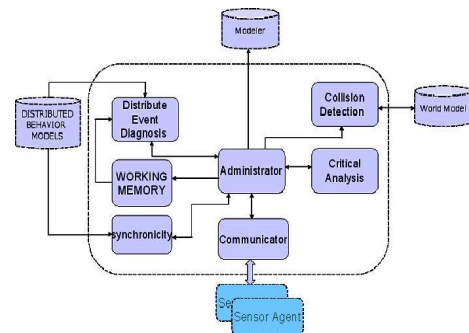 Modeler
DISTRIBUTED
BEHAVIOR
MODELS
Distribute
Event
Diagnosis
Collision
Detection
World Model
WORKING
MEMORY
Administrator
Critical
Analysis
synchronicity
Communicator
Se
Sensor Agent